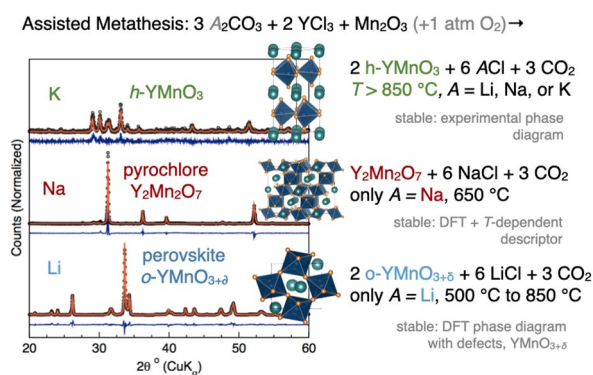 Assisted Metathesis: 3 A₂CO₃ + 2 YCl₃ + Mn₂O₃ (+1 atm O₂)→
K
h-YMnO₃
2 h-YMnO₃ + 6 ACl + 3 CO₂
T > 850 °C, A = Li, Na, or K
stable: experimental phase
diagram
Na
pyrochlore
Y₂Mn₂O₇
Y₂Mn₂O₇ + 6 NaCl + 3 CO₂
only A = Na, 650 °C
stable: DFT + T-dependent
descriptor
Li
perovskite
o-YMnO₃₊∂
2 o-YMnO₃₊δ + 6 LiCl + 3 CO₂
only A = Li, 500 °C to 850 °C
stable: DFT phase diagram
with defects, YMnO₃₊δ
Counts (Normalized)
20 30 40 50 60
2θ ° (CuKα)